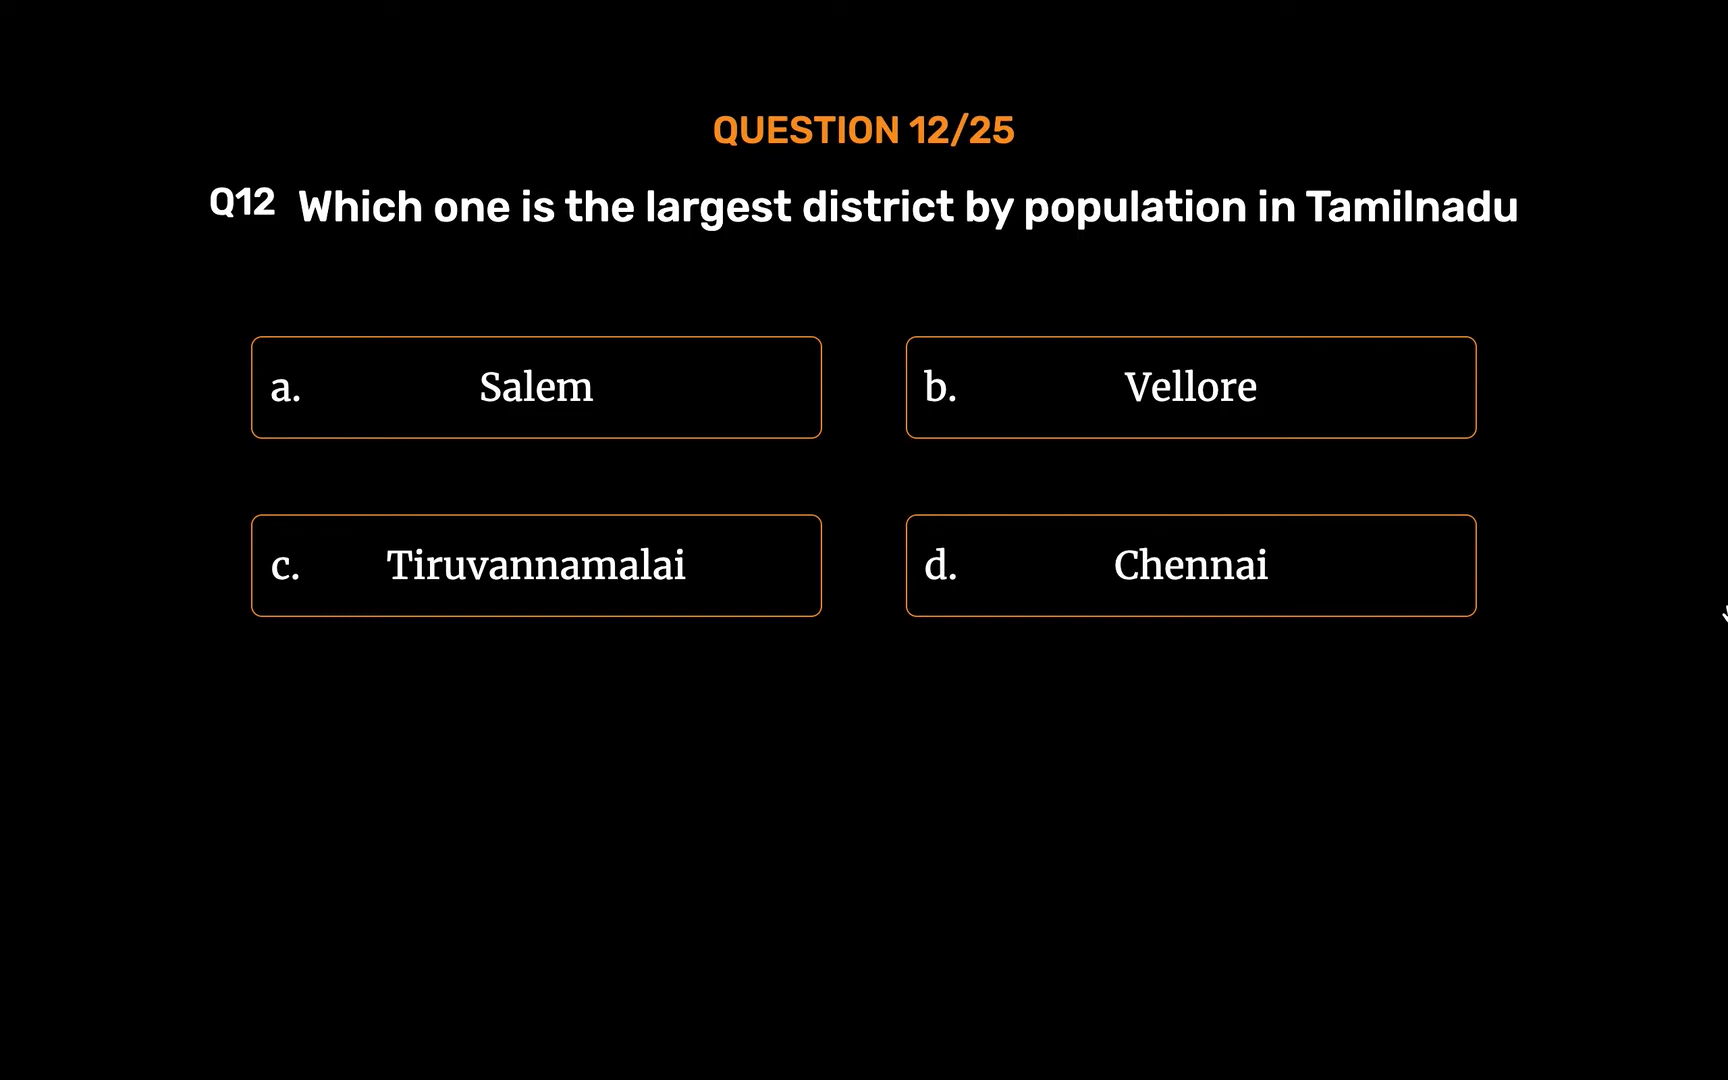 QUESTION 12/25
Q12 Which one is the largest district by population in Tamilnadu
a. Salem
b. Vellore
c. Tiruvannamalai
d. Chennai